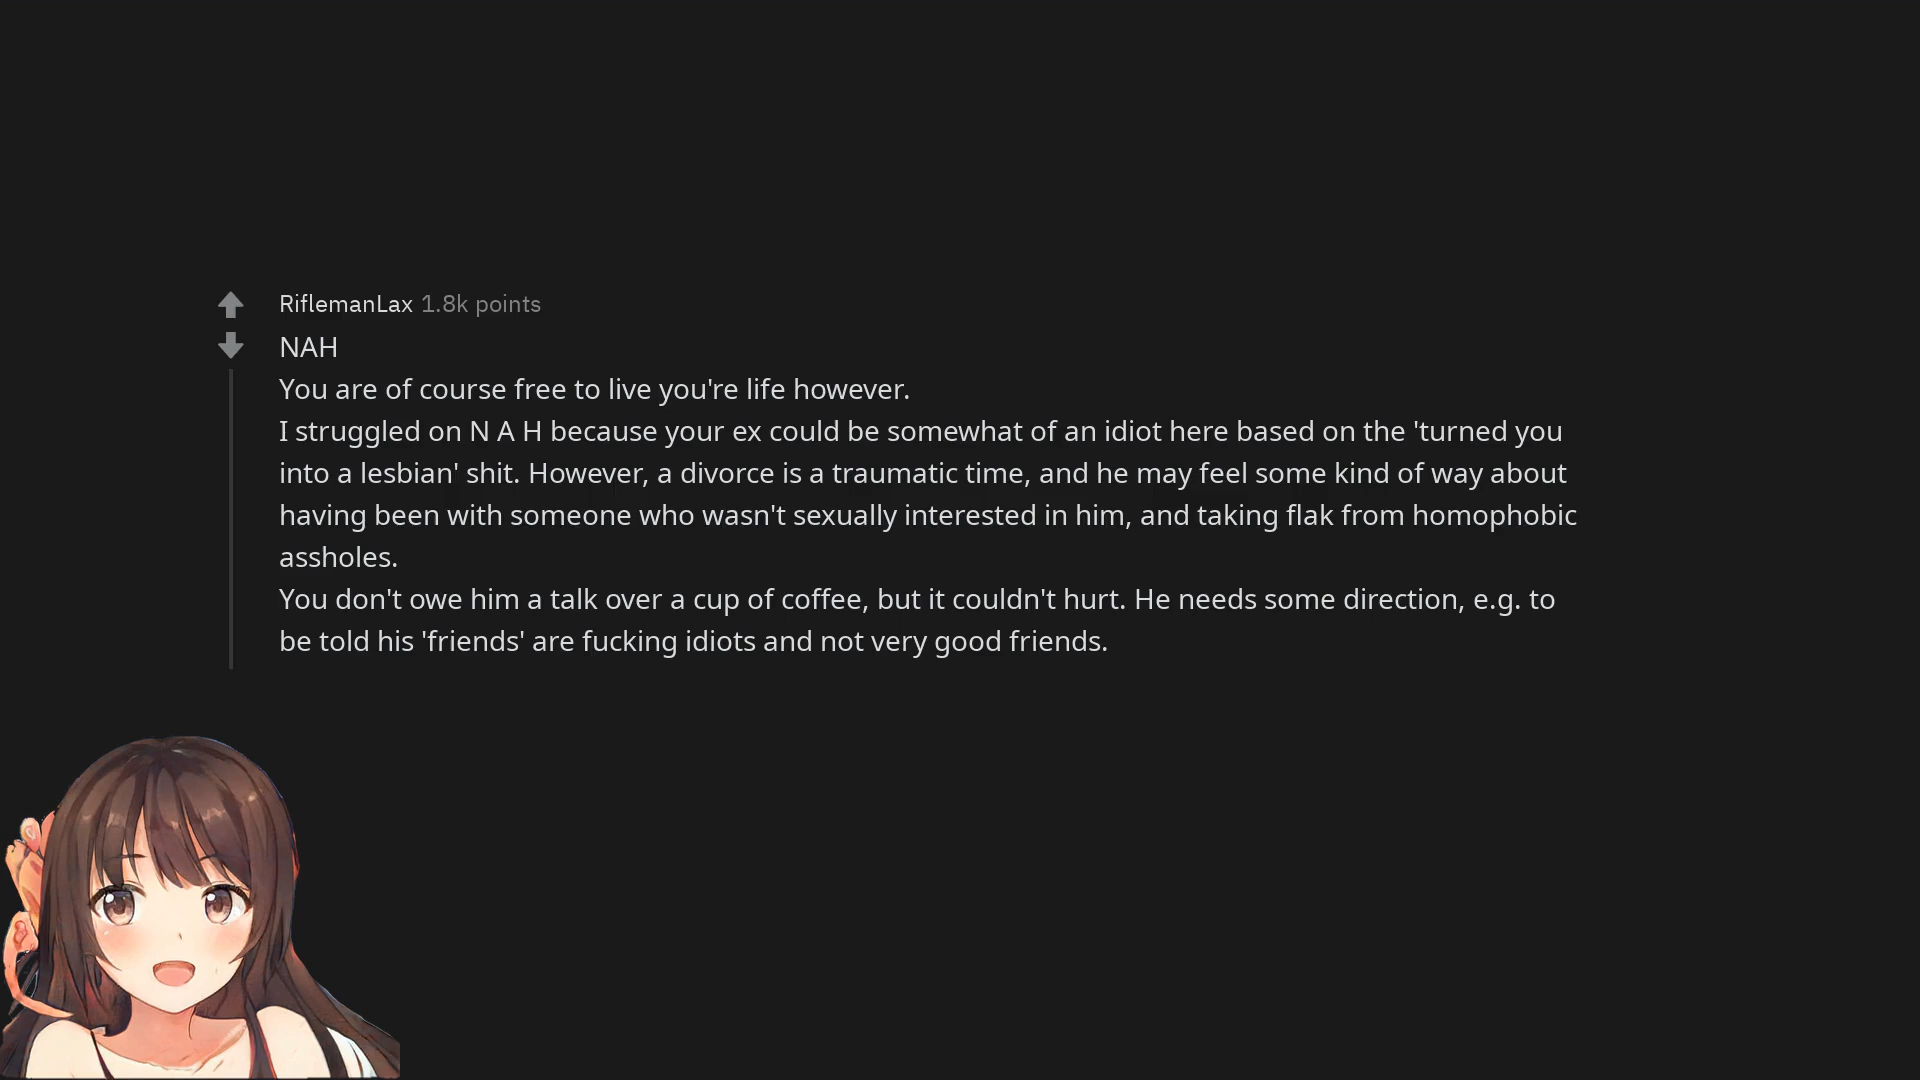 RiflemanLax 1.8k points
NAH
You are of course free to live you're life however.
I struggled on N A H because your ex could be somewhat of an idiot here based on the 'turned you
into a lesbian' shit. However, a divorce is a traumatic time, and he may feel some kind of way about
having been with someone who wasn't sexually interested in him, and taking flak from homophobic
assholes.
You don't owe him a talk over a cup of coffee, but it couldn't hurt. He needs some direction, e.g. to
be told his 'friends' are fucking idiots and not very good friends.